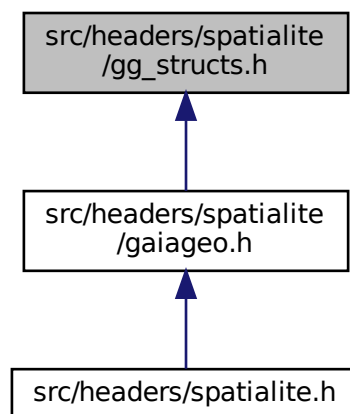 src/headers/spatialite
/gg_structs.h
src/headers/spatialite
/gaiageo.h
src/headers/spatialite.h